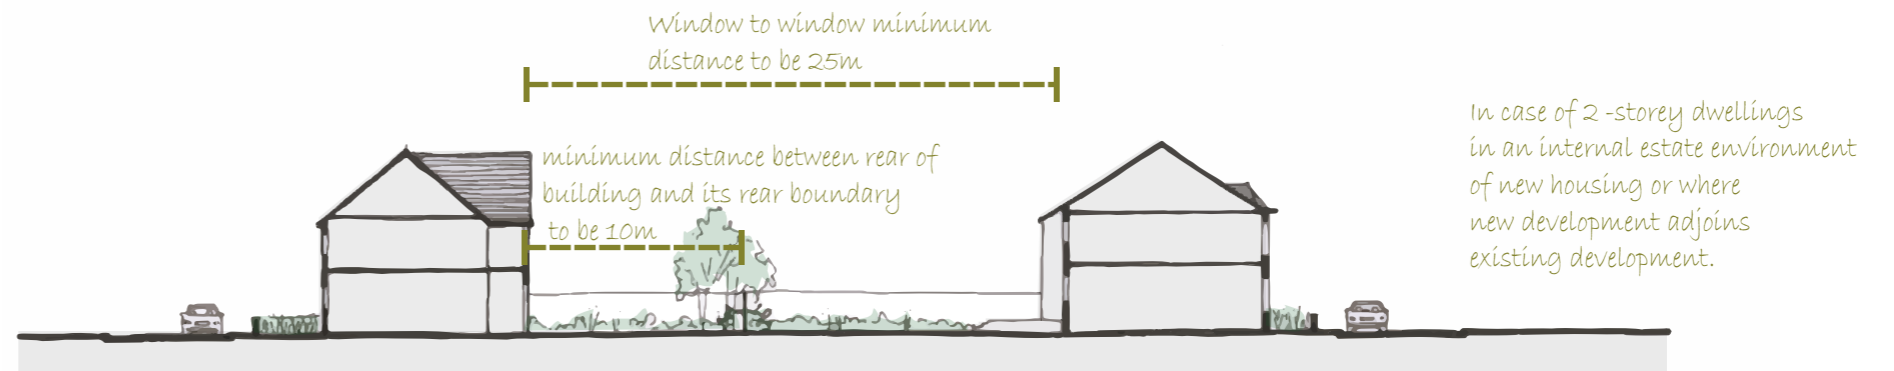 Window to window minimum
distance to be 25m
minimum distance between rear of
building and its rear boundary
to be 10m
In case of 2 -storey dwellings
in an internal estate environment
of new housing or where
new development adjoins
existing development.